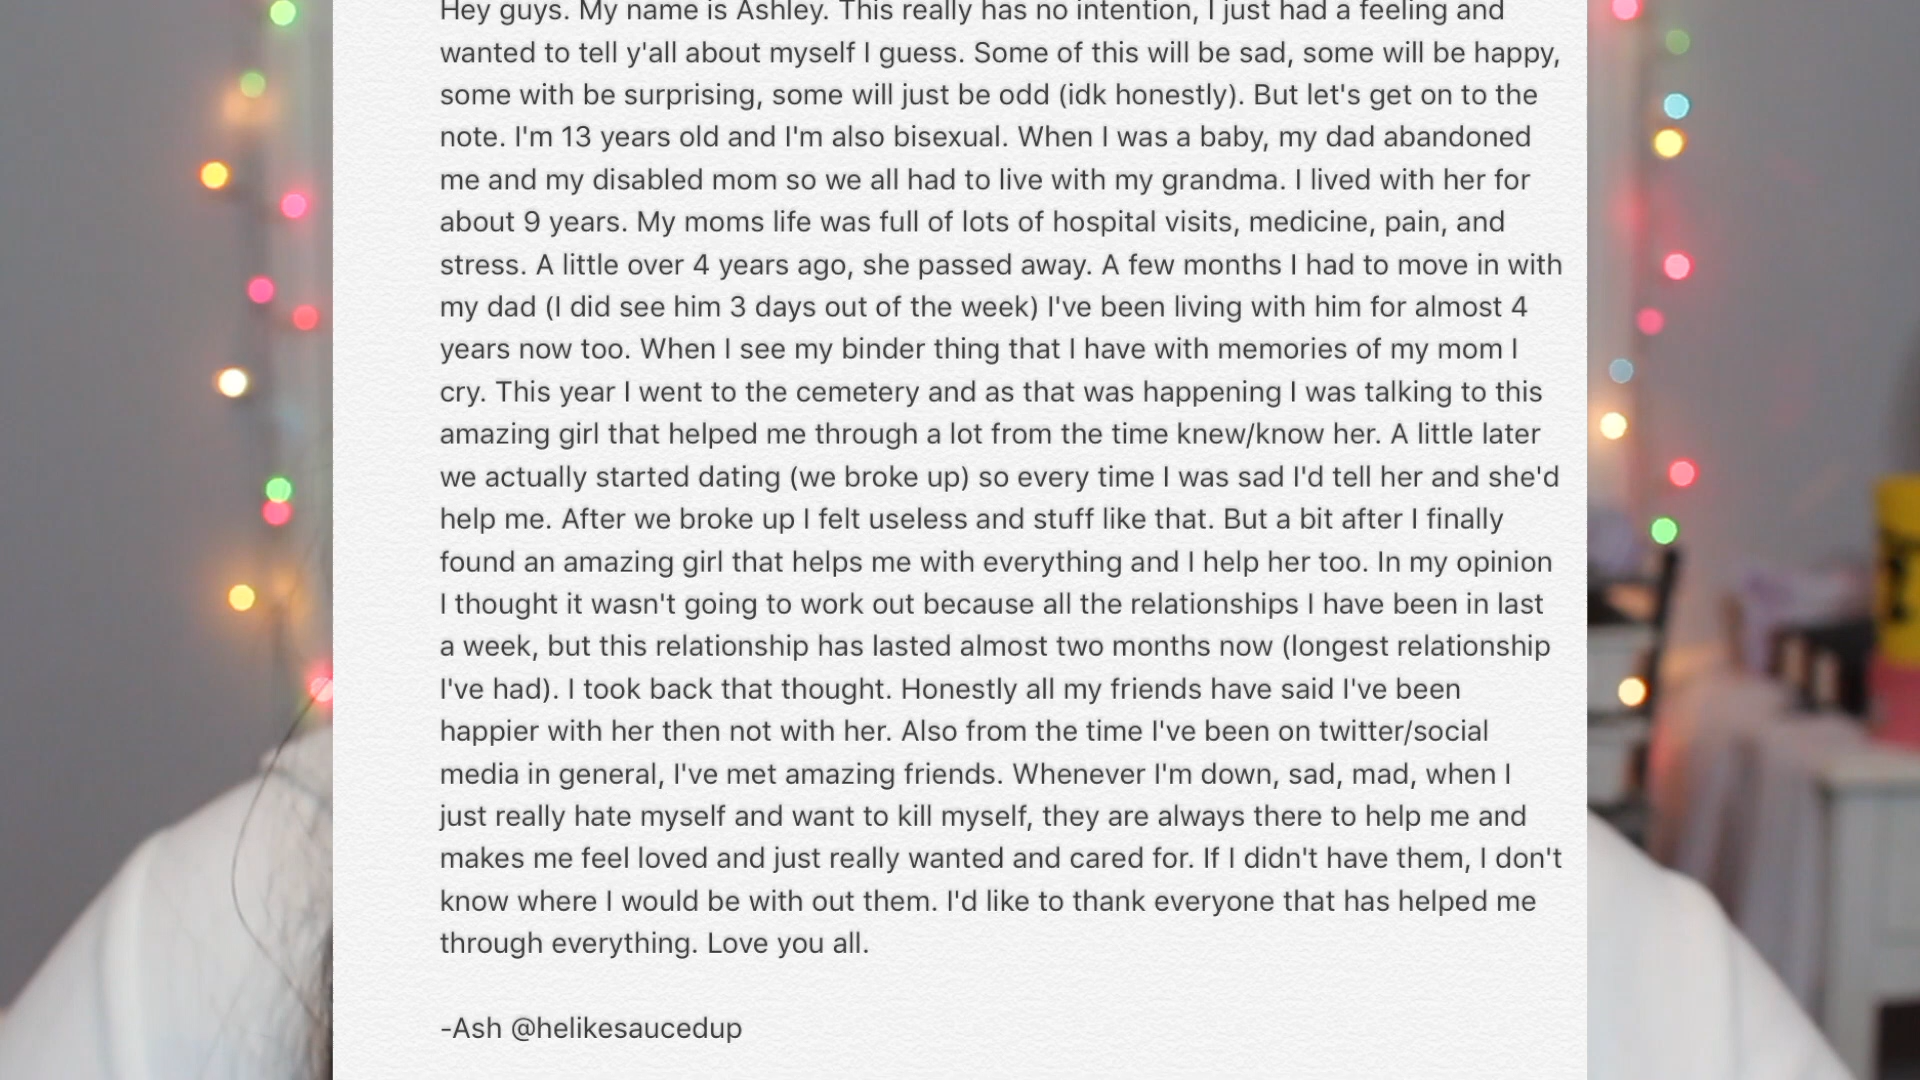 Hey guys. My name is Ashley. This really has no intention, I just had a feeling and
wanted to tell y'all about myself I guess. Some of this will be sad, some will be happy,
some with be surprising, some will just be odd (idk honestly). But let's get on to the
note. I'm 13 years old and I'm also bisexual. When I was a baby, my dad abandoned
me and my disabled mom so we all had to live with my grandma. I lived with her for
about 9 years. My moms life was full of lots of hospital visits, medicine, pain, and
stress. A little over 4 years ago, she passed away. A few months I had to move in with
my dad (I did see him 3 days out of the week) I've been living with him for almost 4
years now too. When I see my binder thing that I have with memories of my mom I
cry. This year I went to the cemetery and as that was happening I was talking to this
amazing girl that helped me through a lot from the time knew/know her. A little later
we actually started dating (we broke up) so every time I was sad I'd tell her and she'd
help me. After we broke up I felt useless and stuff like that. But a bit after I finally
found an amazing girl that helps me with everything and I help her too. In my opinion
I thought it wasn't going to work out because all the relationships I have been in last
a week, but this relationship has lasted almost two months now (longest relationship
I've had). I took back that thought. Honestly all my friends have said I've been
happier with her then not with her. Also from the time I've been on twitter/social
media in general, I've met amazing friends. Whenever I'm down, sad, mad, when I
just really hate myself and want to kill myself, they are always there to help me and
makes me feel loved and just really wanted and cared for. If I didn't have them, I don't
know where I would be with out them. I'd like to thank everyone that has helped me
through everything. Love you all.
-Ash @helikesaucedup